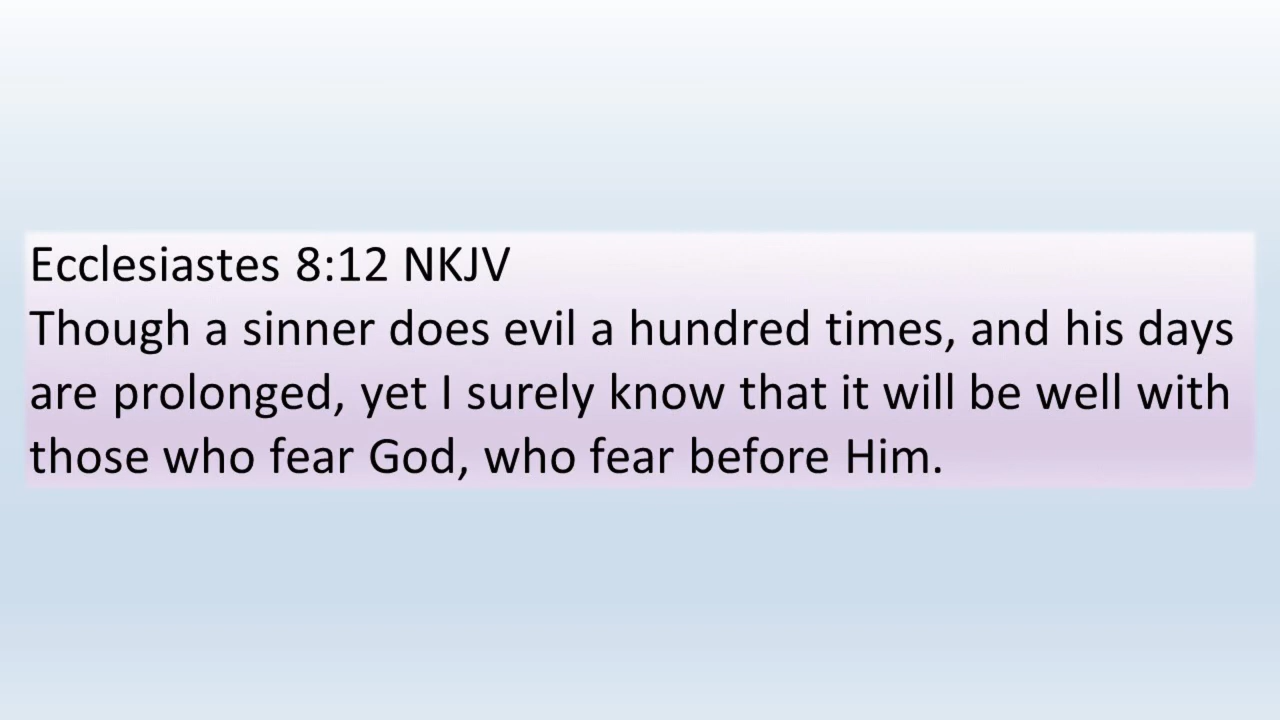 Ecclesiastes 8:12 NKJV
Though a sinner does evil a hundred times, and his days
are prolonged, yet I surely know that it will be well with
those who fear God, who fear before Him.